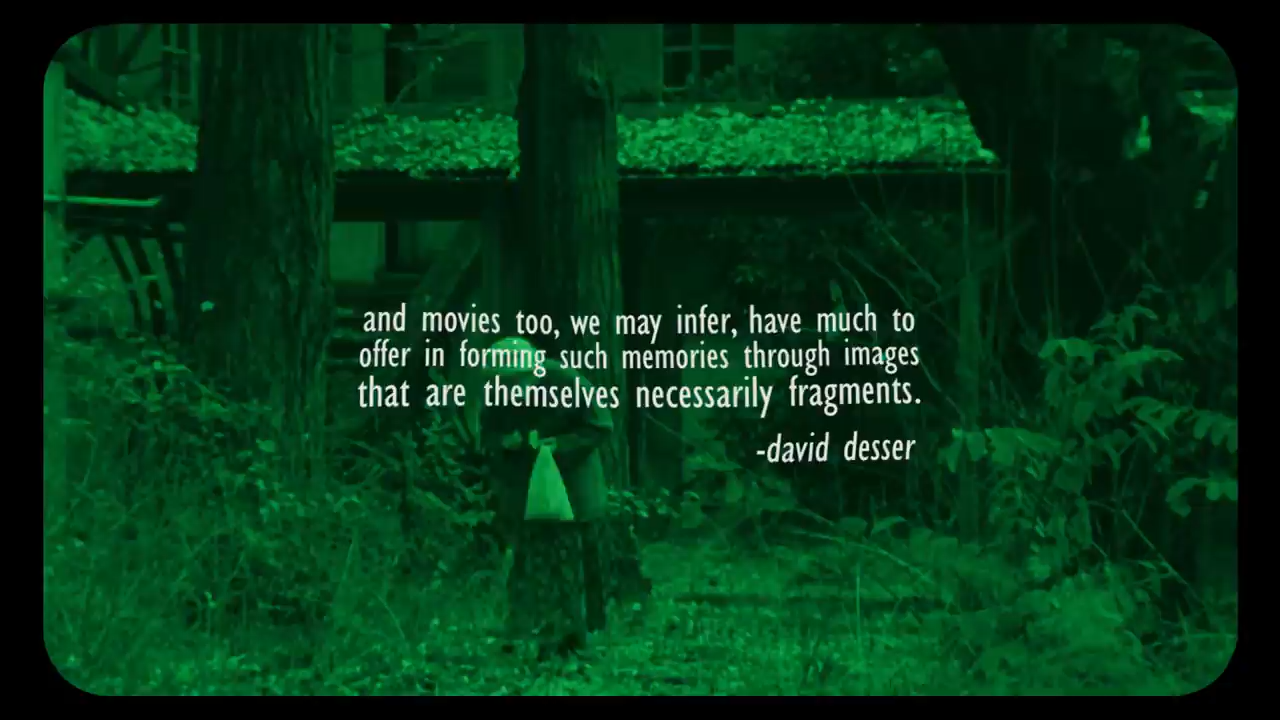 and movies too, we may infer, have much to
offer in forming such memories through images
that are themselves necessarily fragments.
-david desser